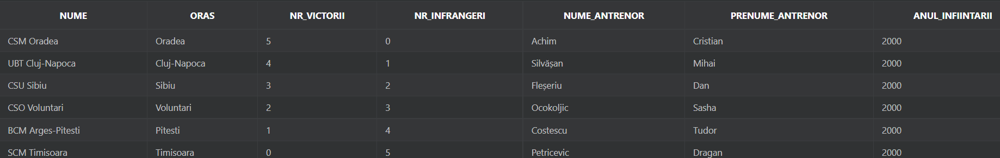 NUME ORAS NR_VICTORII NR_INFRANGERI NUME_ANTRENOR PRENUME_ANTRENOR ANUL_INFIINTARII
CSM Oradea Oradea 5 0 Achim Cristian 2000
UBT Cluj-Napoca Cluj-Napoca 4 1 Silvășan Mihai 2000
CSU Sibiu Sibiu 3 2 Fleșeriu Dan 2000
CSO Voluntari Voluntari 2 3 Ocokoljic Sasha 2000
BCM Arges-Pitesti Pitesti 1 4 Costescu Tudor 2000
SCM Timisoara Timisoara 0 5 Petricevic Dragan 2000